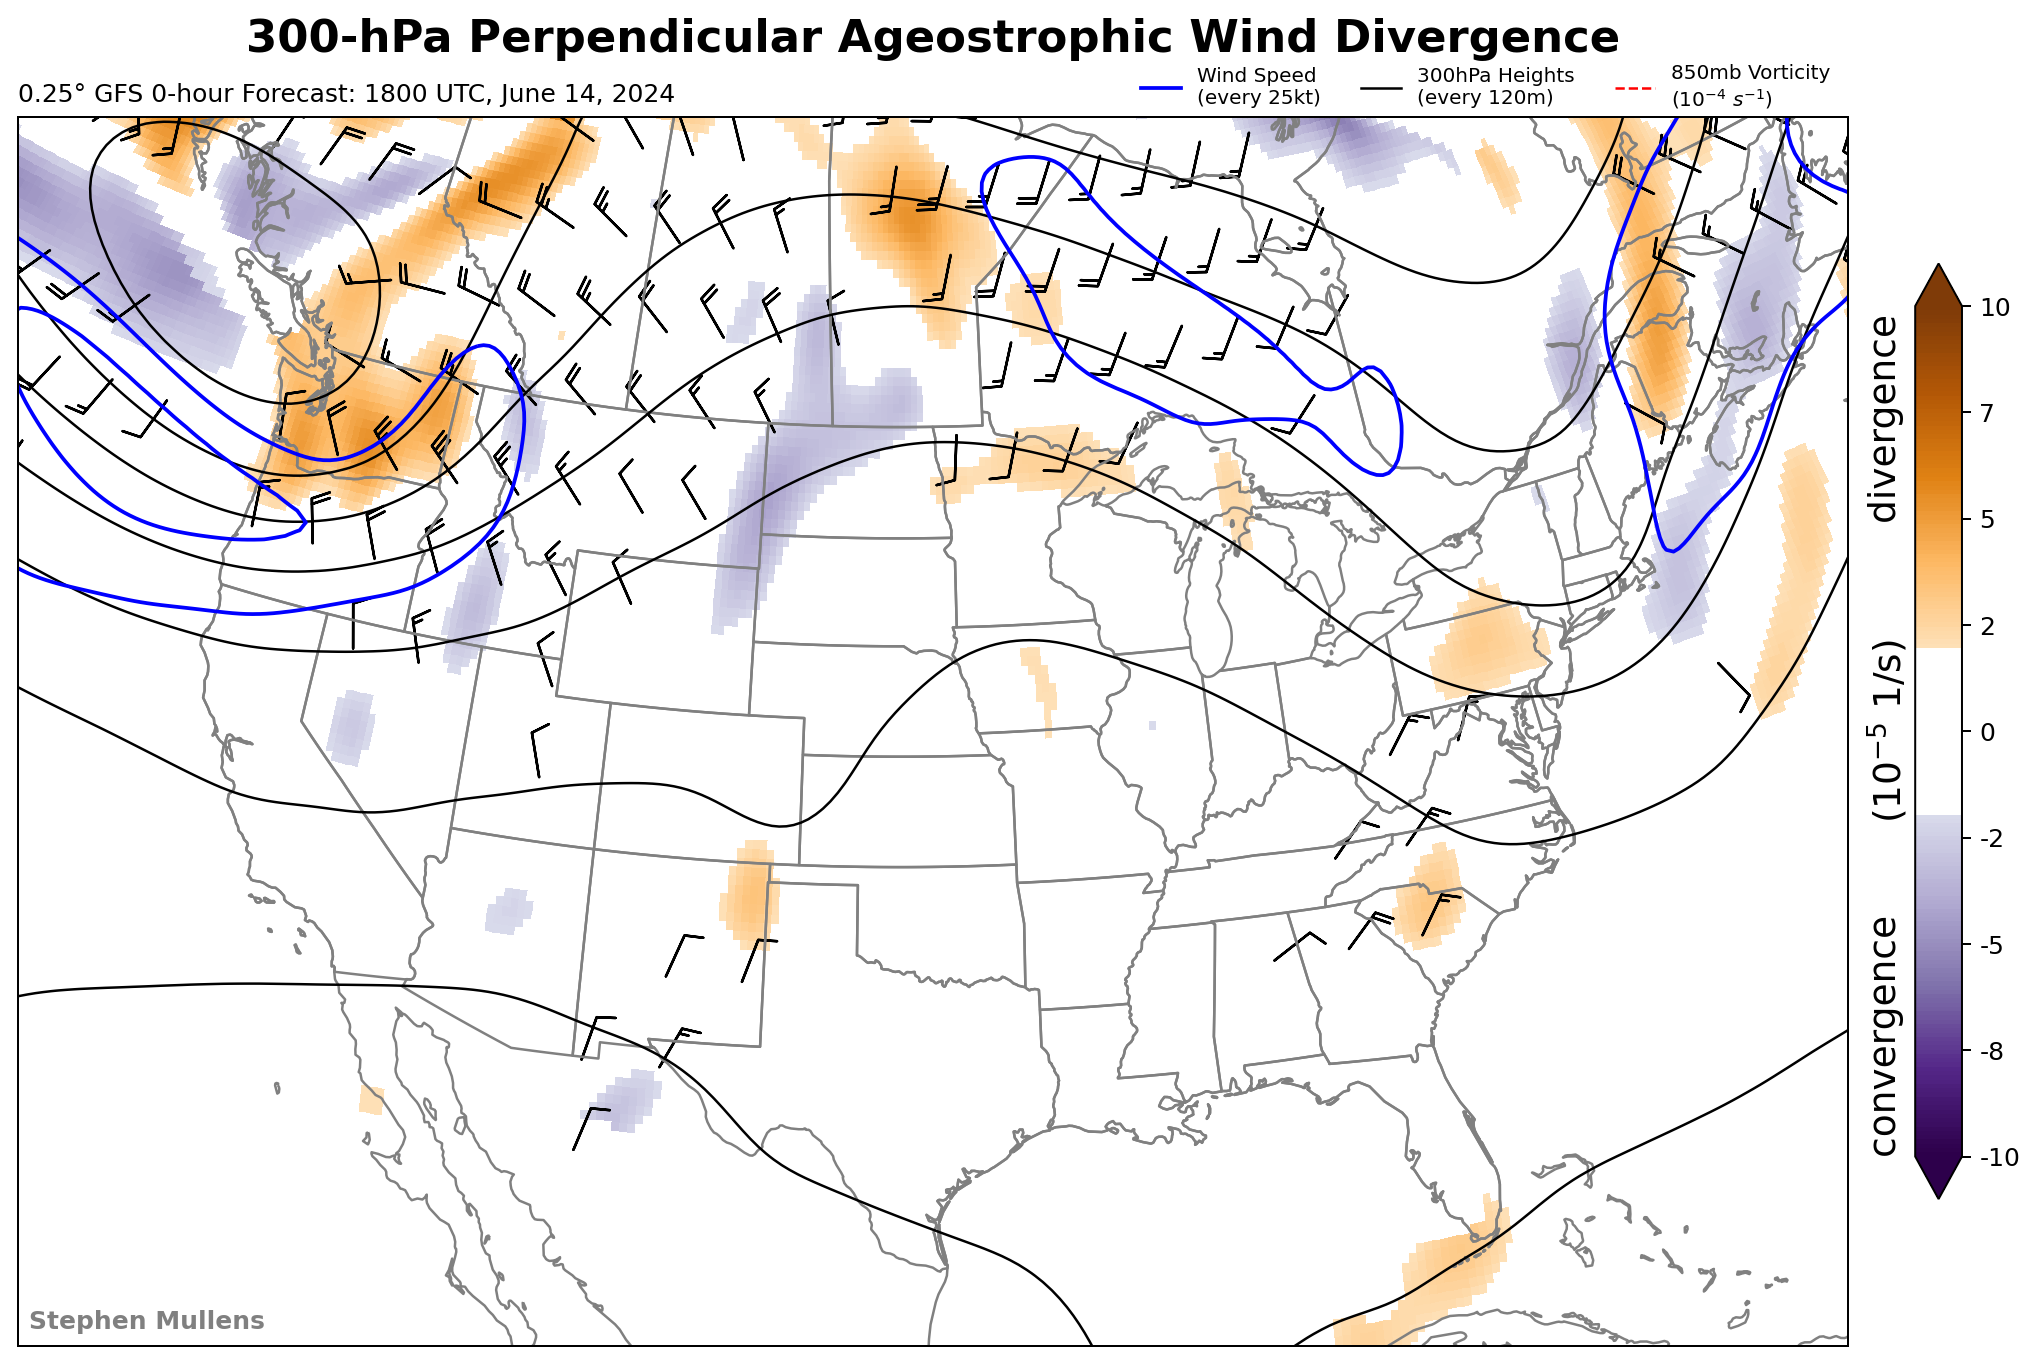 300-hPa Perpendicular Ageostrophic Wind Divergence
0.25° GFS 0-hour Forecast: 1800 UTC, June 14, 2024
Wind Speed
(every 25kt)
300hPa Heights
(every 120m)
850mb Vorticity
(10⁻⁴ s⁻¹)
10
7
5
2
0
-2
-5
-8
-10
convergence (10⁻⁵ 1/s) divergence
Stephen Mullens